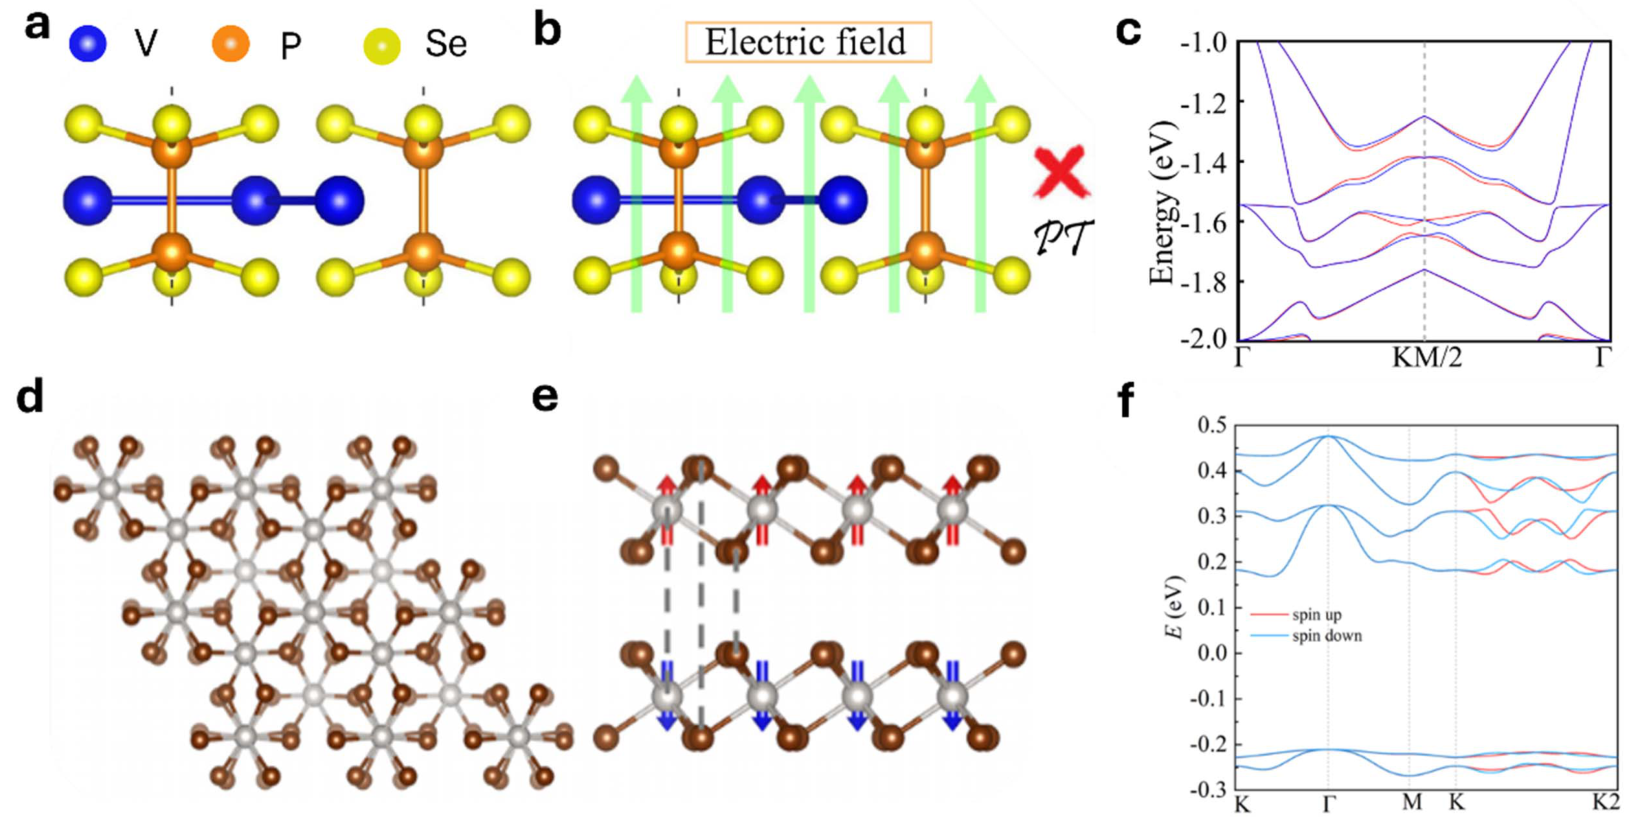 a V P Se
b Electric field
PT
c -1.0
-1.2
-1.4
-1.6
-1.8
-2.0
Energy (eV)
Γ KM/2 Γ
d
e
f 0.5
0.4
0.3
0.2
0.1
0.0
-0.1
-0.2
-0.3
E (eV)
spin up
spin down
K Γ M K K2